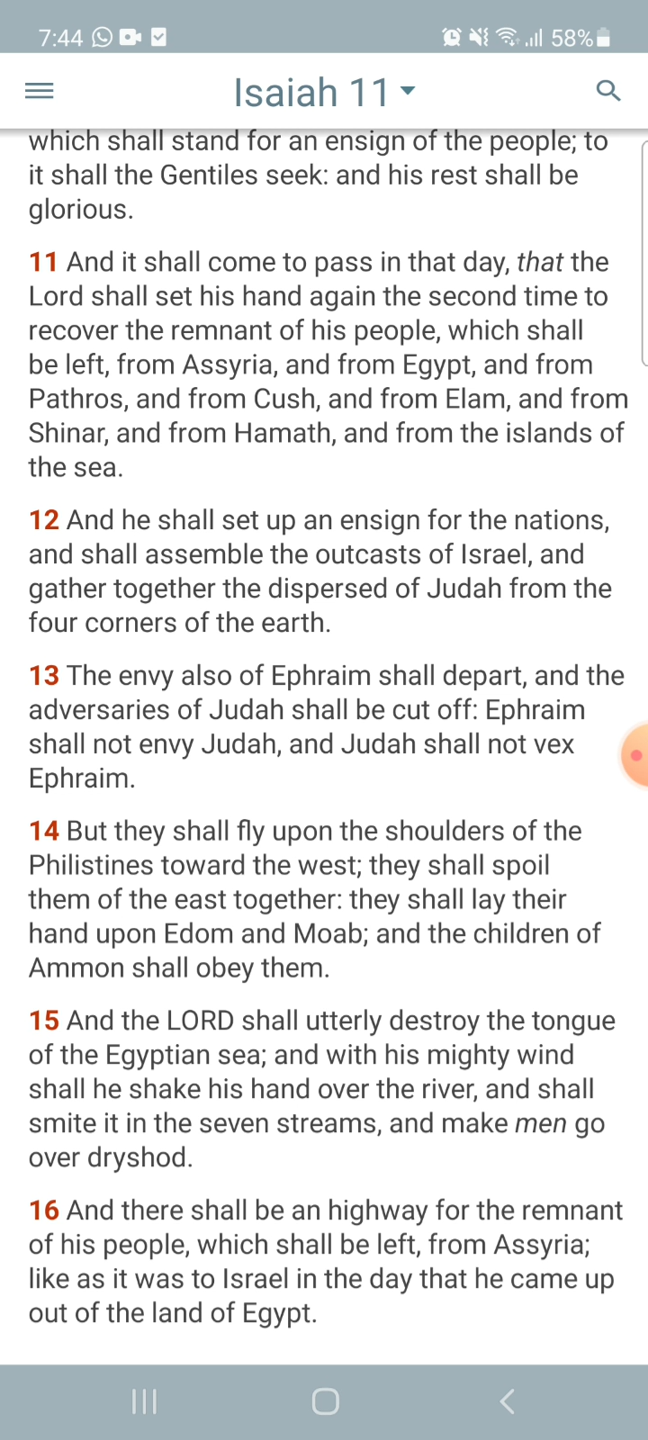 7:44 58%
Isaiah 11
which shall stand for an ensign of the people; to
it shall the Gentiles seek: and his rest shall be
glorious.
11 And it shall come to pass in that day, that the
Lord shall set his hand again the second time to
recover the remnant of his people, which shall
be left, from Assyria, and from Egypt, and from
Pathros, and from Cush, and from Elam, and from
Shinar, and from Hamath, and from the islands of
the sea.
12 And he shall set up an ensign for the nations,
and shall assemble the outcasts of Israel, and
gather together the dispersed of Judah from the
four corners of the earth.
13 The envy also of Ephraim shall depart, and the
adversaries of Judah shall be cut off: Ephraim
shall not envy Judah, and Judah shall not vex
Ephraim.
14 But they shall fly upon the shoulders of the
Philistines toward the west; they shall spoil
them of the east together: they shall lay their
hand upon Edom and Moab; and the children of
Ammon shall obey them.
15 And the LORD shall utterly destroy the tongue
of the Egyptian sea; and with his mighty wind
shall he shake his hand over the river, and shall
smite it in the seven streams, and make men go
over dryshod.
16 And there shall be an highway for the remnant
of his people, which shall be left, from Assyria;
like as it was to Israel in the day that he came up
out of the land of Egypt.